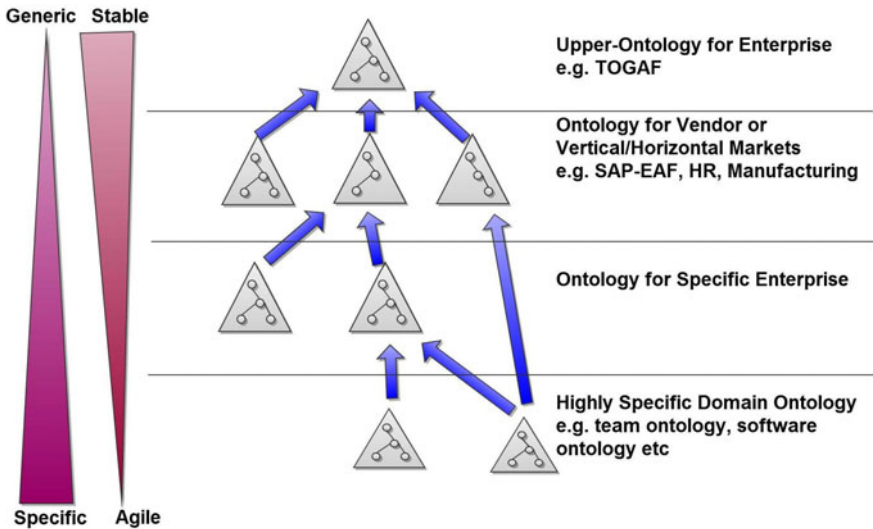 Generic Stable
Upper-Ontology for Enterprise
e.g. TOGAF
Ontology for Vendor or
Vertical/Horizontal Markets
e.g. SAP-EAF, HR, Manufacturing
Ontology for Specific Enterprise
Highly Specific Domain Ontology
e.g. team ontology, software
ontology etc
Specific Agile